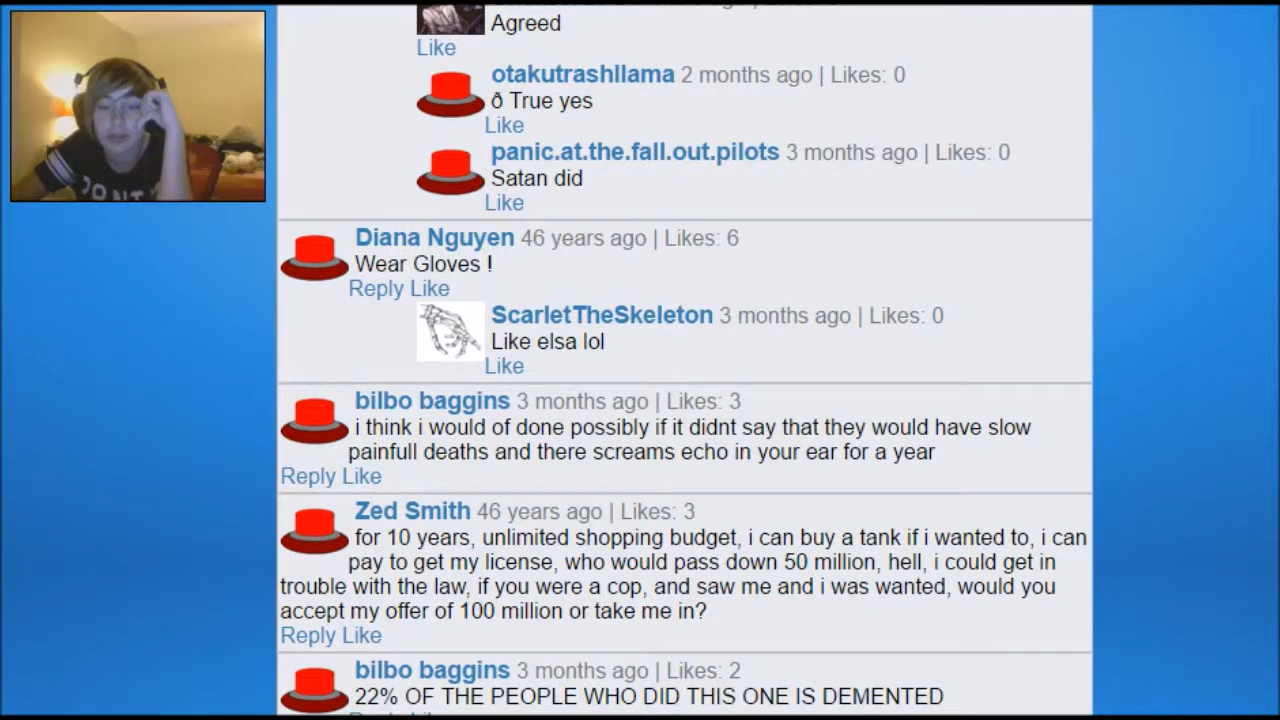 Agreed
Like
otakutrashllama 2 months ago | Likes: 0
ð True yes
Like
panic.at.the.fall.out.pilots 3 months ago | Likes: 0
Satan did
Like
Diana Nguyen 46 years ago | Likes: 6
Wear Gloves !
Reply Like
ScarletTheSkeleton 3 months ago | Likes: 0
Like elsa lol
Like
bilbo baggins 3 months ago | Likes: 3
i think i would of done possibly if it didnt say that they would have slow
painfull deaths and there screams echo in your ear for a year
Reply Like
Zed Smith 46 years ago | Likes: 3
for 10 years, unlimited shopping budget, i can buy a tank if i wanted to, i can
pay to get my license, who would pass down 50 million, hell, i could get in
trouble with the law, if you were a cop, and saw me and i was wanted, would you
accept my offer of 100 million or take me in?
Reply Like
bilbo baggins 3 months ago | Likes: 2
22% OF THE PEOPLE WHO DID THIS ONE IS DEMENTED